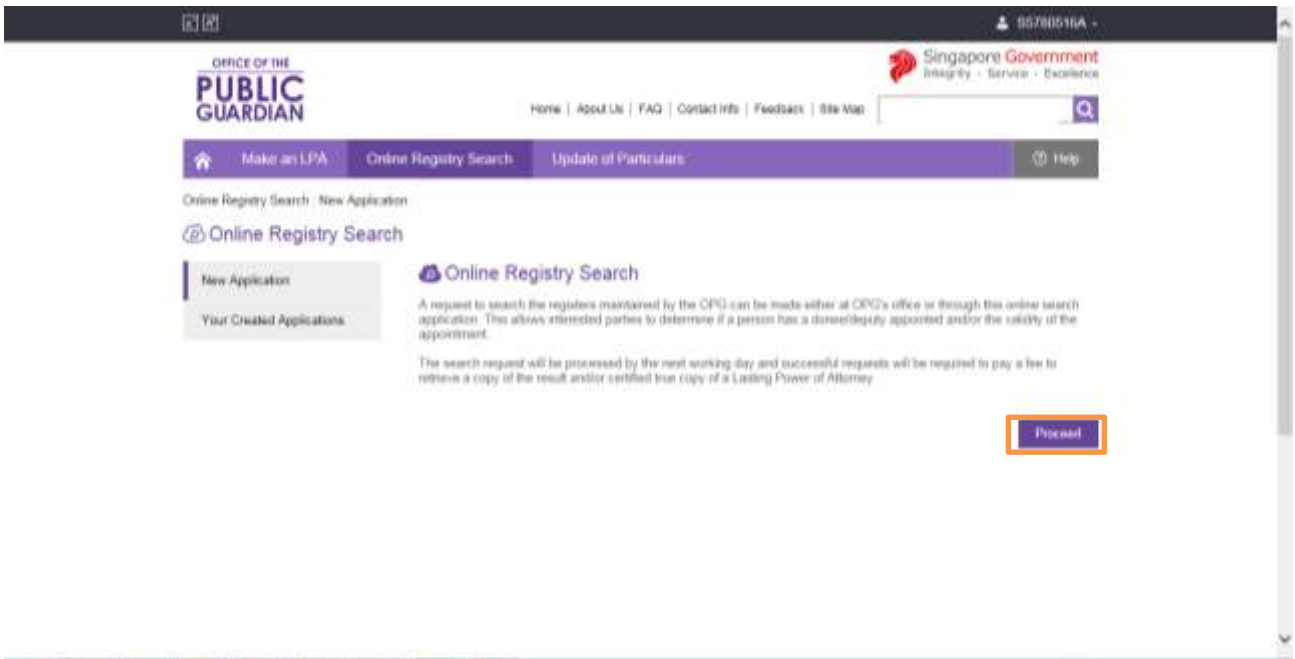 S5780516A
OFFICE OF THE
PUBLIC
GUARDIAN
Singapore Government
Integrity · Service · Excellence
Home | About Us | FAQ | Contact Info | Feedback | Site Map
Make an LPA Online Registry Search Update of Particulars Help
Online Registry Search New Application
Online Registry Search
New Application
Your Created Applications
Online Registry Search
A request to search the registers maintained by the OPG can be made either at OPG's office or through this online search
application. This allows interested parties to determine if a person has a donee/deputy appointed and/or the validity of the
appointment.
The search request will be processed by the next working day and successful requests will be required to pay a fee to
retrieve a copy of the result and/or certified true copy of a Lasting Power of Attorney
Proceed